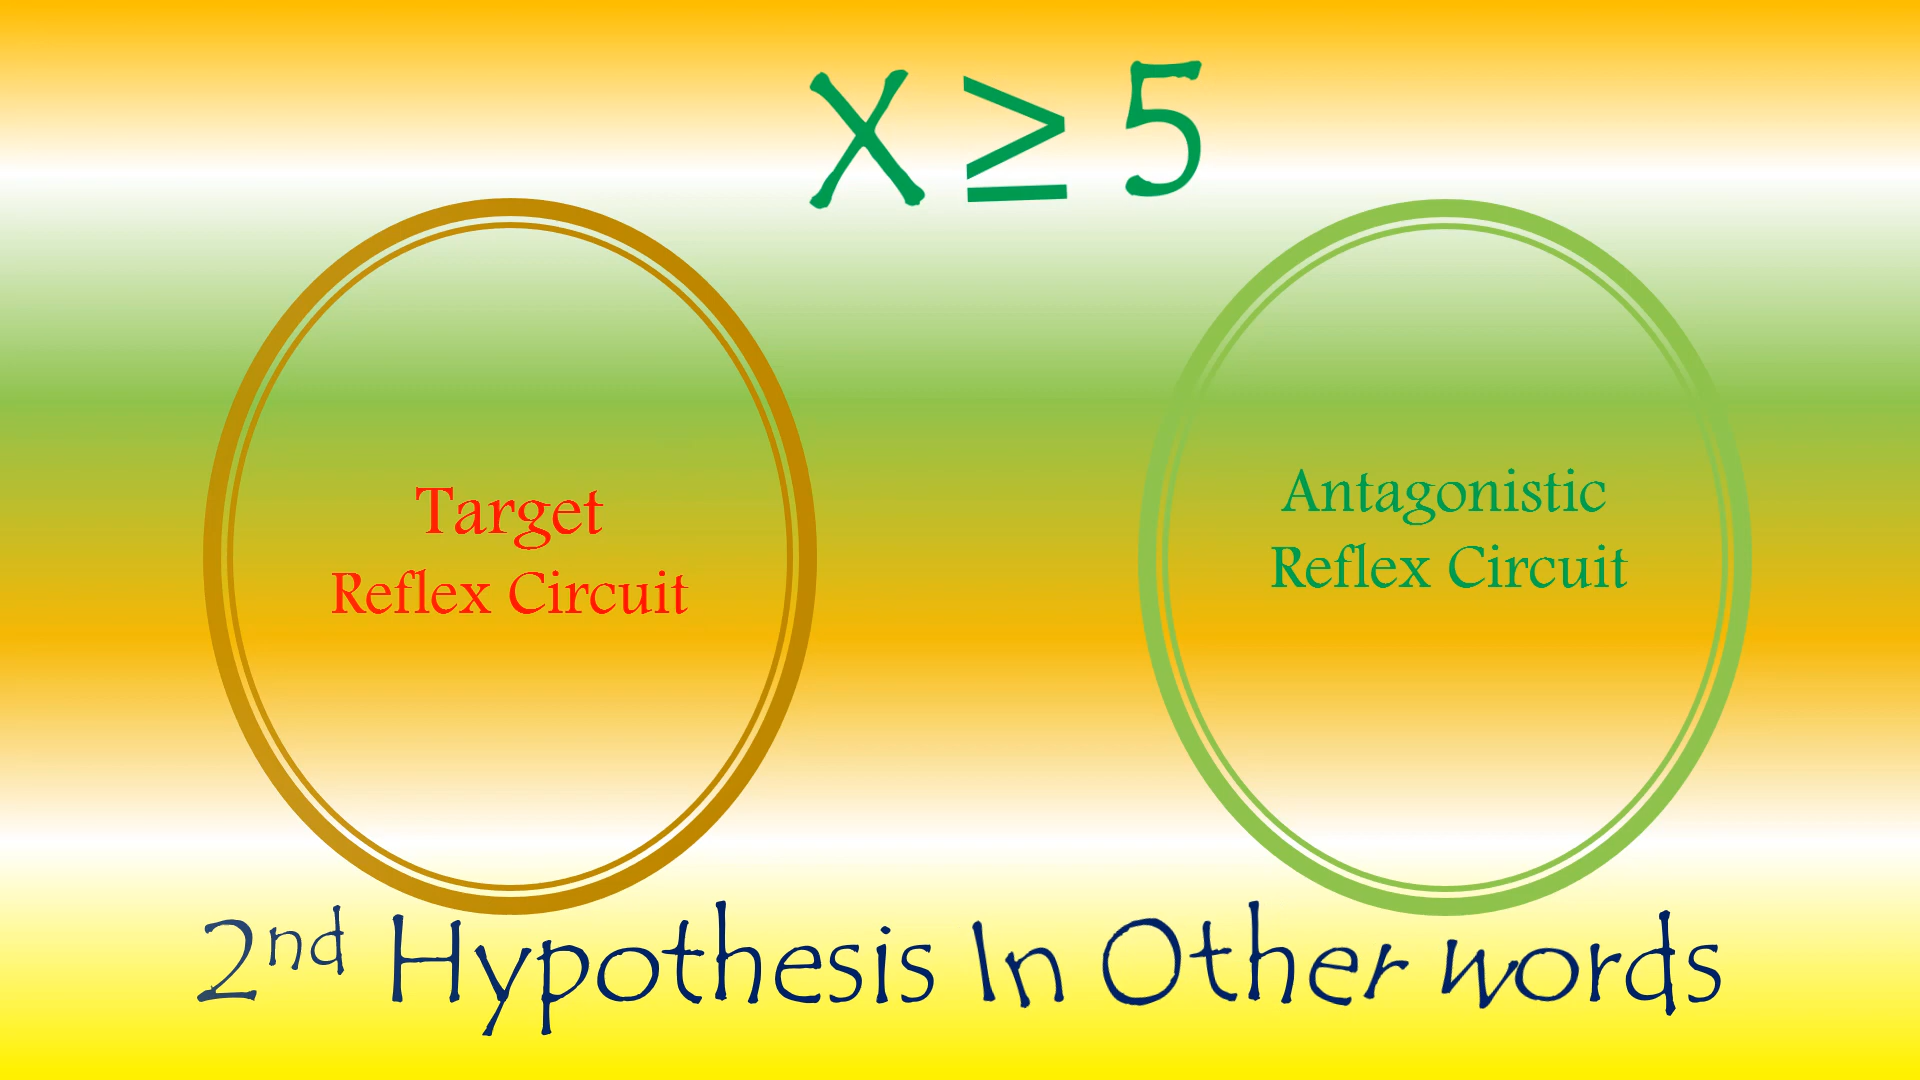 X ≥ 5
Target
Reflex Circuit
Antagonistic
Reflex Circuit
2nd Hypothesis In Other words